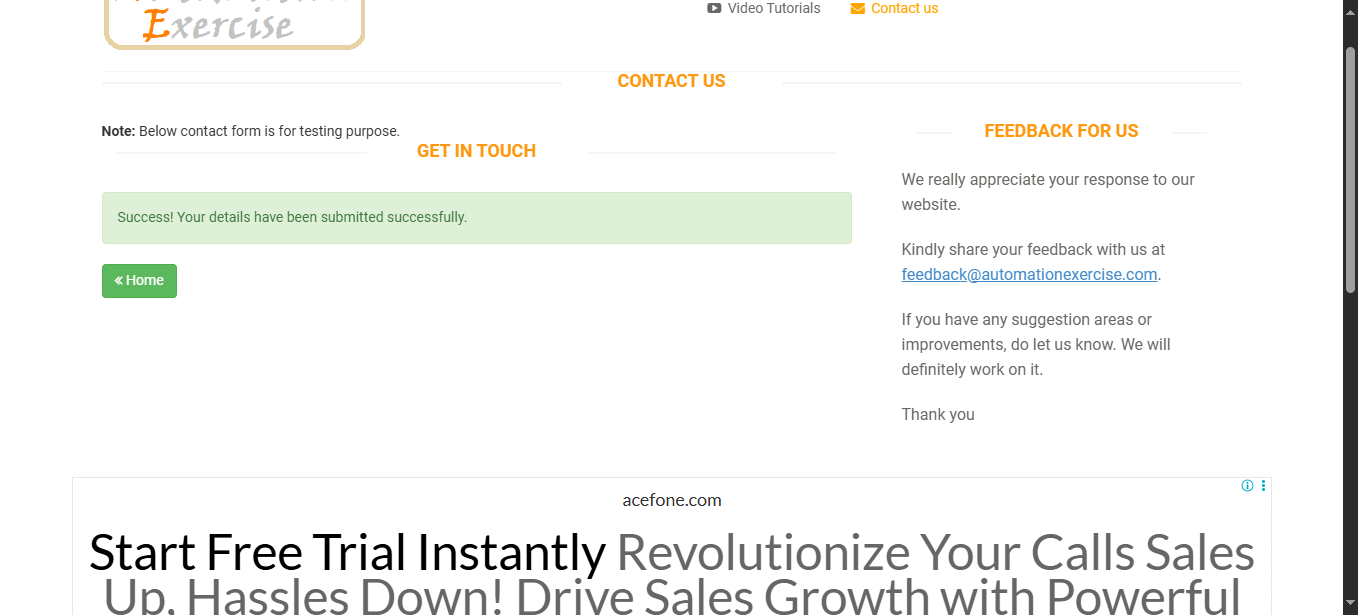 Exercise
Video Tutorials
Contact us
CONTACT US
Note: Below contact form is for testing purpose.
GET IN TOUCH
Success! Your details have been submitted successfully.
« Home
FEEDBACK FOR US
We really appreciate your response to our
website.
Kindly share your feedback with us at
feedback@automationexercise.com.
If you have any suggestion areas or
improvements, do let us know. We will
definitely work on it.
Thank you
acefone.com
Start Free Trial Instantly Revolutionize Your Calls Sales
Up, Hassles Down! Drive Sales Growth with Powerful